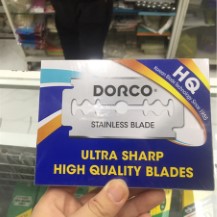 HQ
DORCO®
STAINLESS BLADE
ULTRA SHARP
HIGH QUALITY BLADES